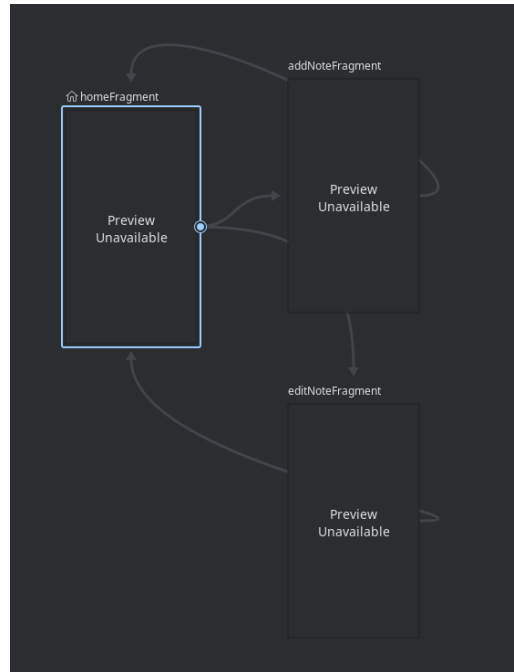 addNoteFragment
homeFragment
Preview
Unavailable
Preview
Unavailable
editNoteFragment
Preview
Unavailable